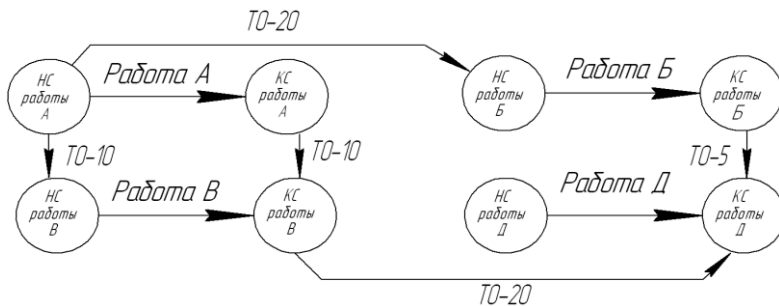 ТО-20
НС
работы
А
Работа А
КС
работы
А
НС
работы
Б
Работа Б
КС
работы
Б
ТО-10
ТО-10
ТО-5
НС
работы
В
Работа В
КС
работы
В
НС
работы
Д
Работа Д
КС
работы
Д
ТО-20